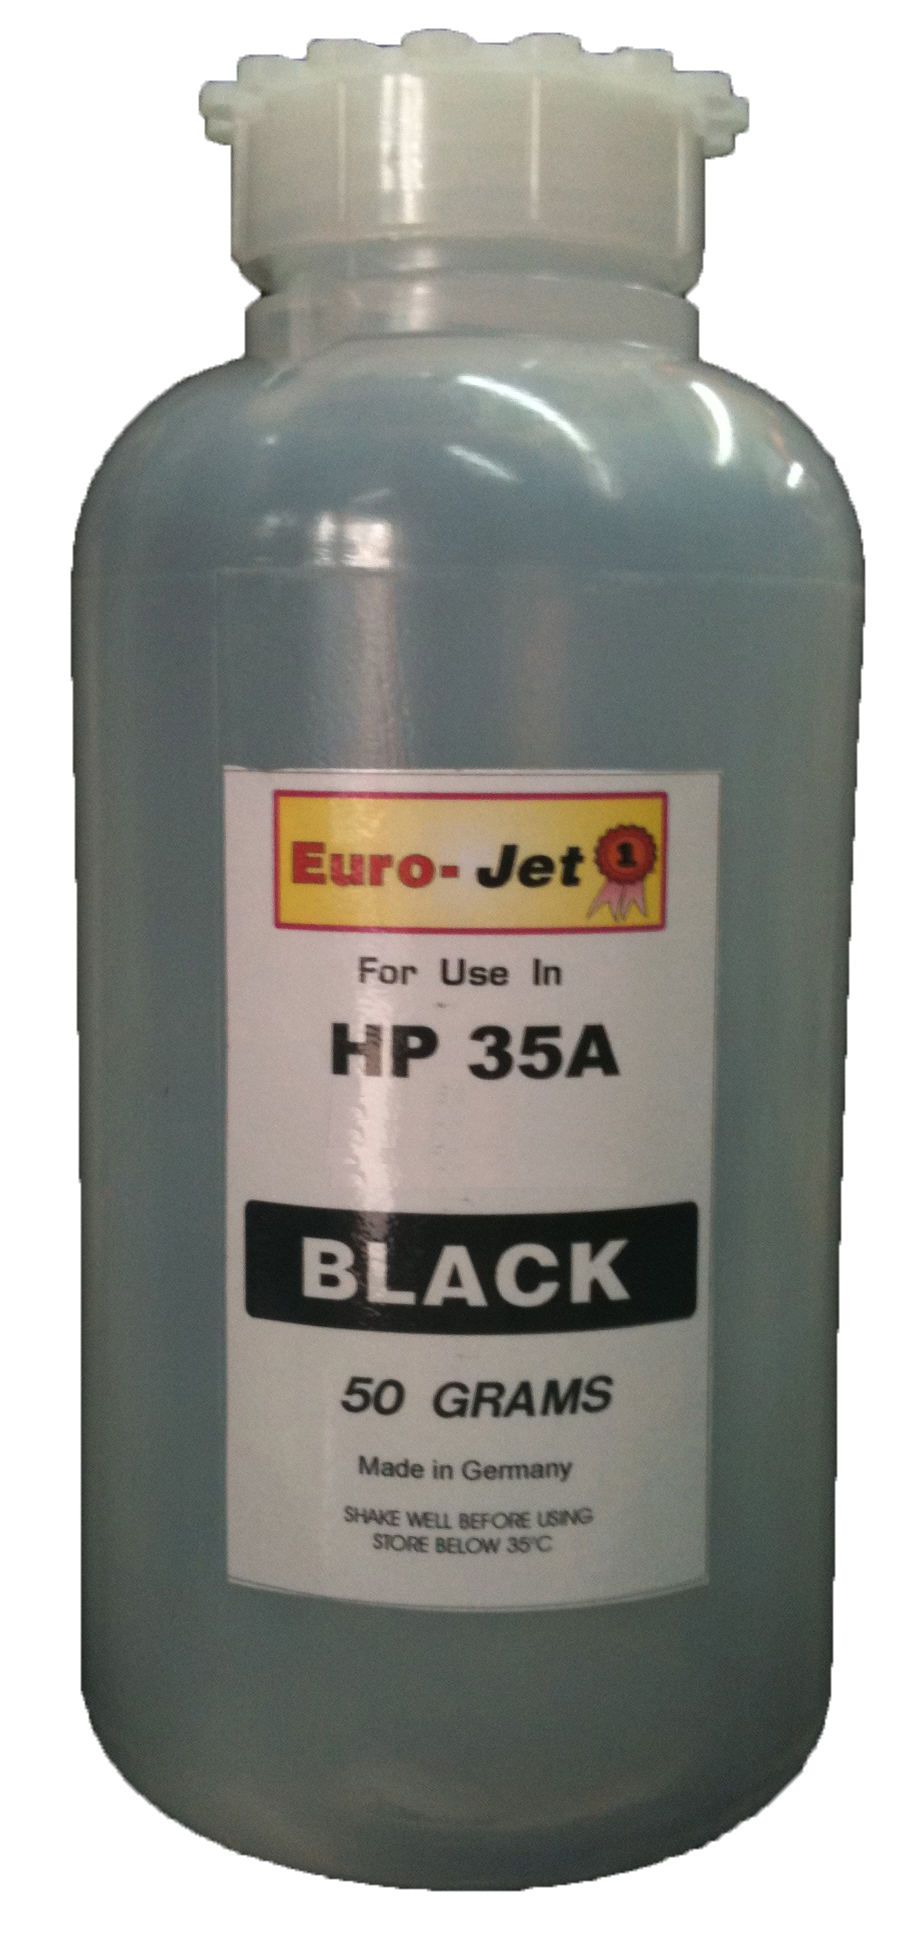 Euro- Jet 1
For Use In
HP 35A
BLACK
50 GRAMS
Made in Germany
SHAKE WELL BEFORE USING
STORE BELOW 35°C